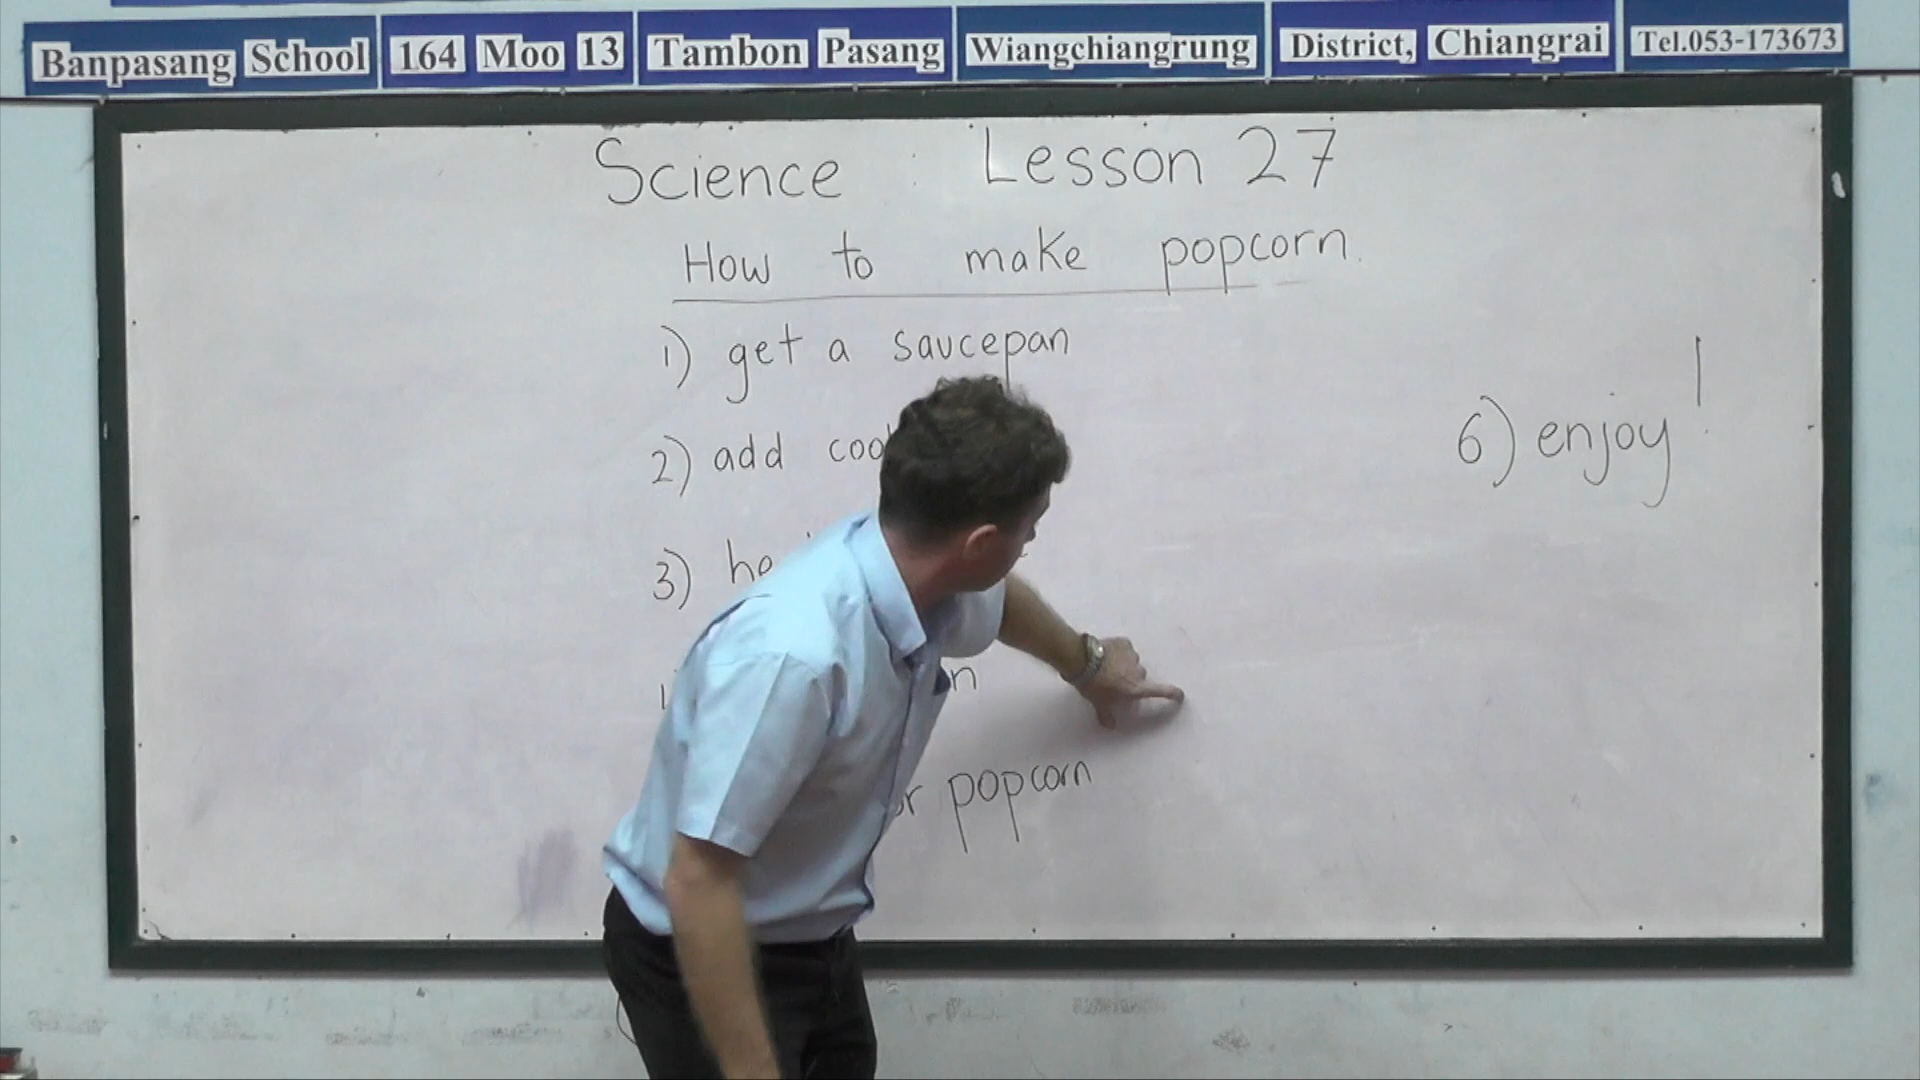 Banpasang School 164 Moo 13 Tambon Pasang Wiangchiangrung District, Chiangrai Tel.053-173673
Science : Lesson 27
How to make popcorn.
1) get a saucepan
2) add
3)
popcorn
6) enjoy!